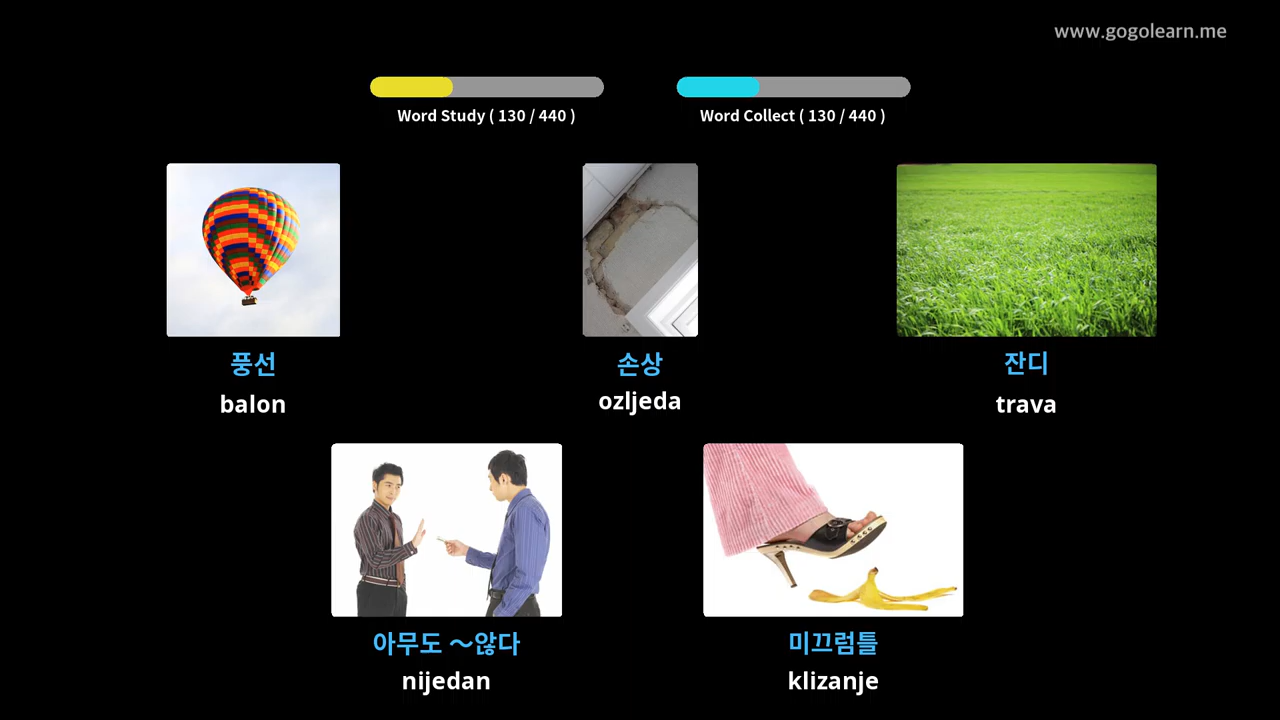 www.gogolearn.me
Word Study ( 130 / 440 )
Word Collect ( 130 / 440 )
풍선
balon
손상
ozljeda
잔디
trava
아무도 ～않다
nijedan
미끄럼틀
klizanje